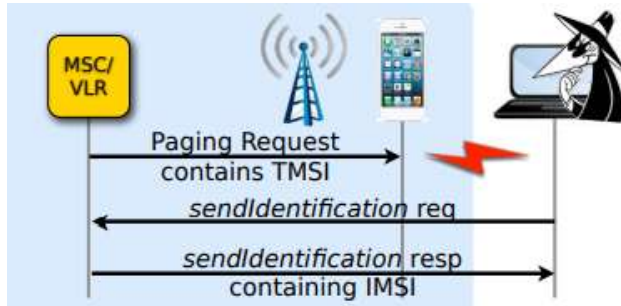 MSC/
VLR
Paging Request
contains TMSI
sendIdentification req
sendIdentification resp
containing IMSI